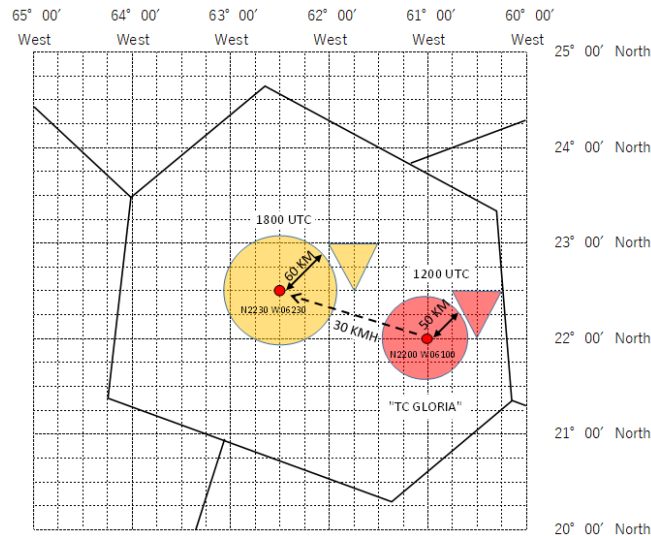 65° 00′ 64° 00′ 63° 00′ 62° 00′ 61° 00′ 60° 00′
West West West West West West
25° 00′ North
24° 00′ North
1800 UTC
23° 00′ North
60 KM
1200 UTC
N2230 W06230
50 KM
30 KMH
22° 00′ North
N2200 W06100
"TC GLORIA"
21° 00′ North
20° 00′ North